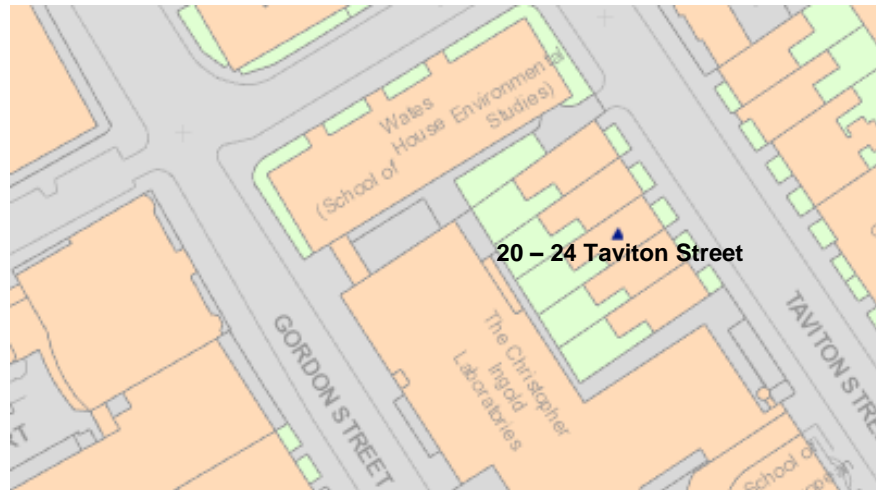 Wates
House Environmental
(School of Studies)
20 – 24 Taviton Street
The Christopher
Ingold
Laboratories
GORDON STREET
TAVITON STRE
School of